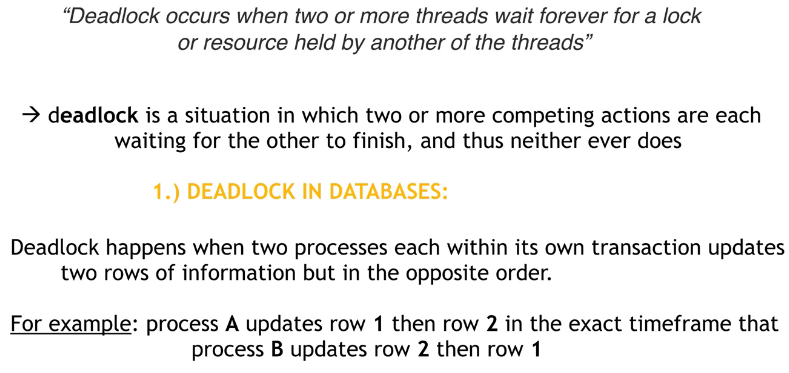 “Deadlock occurs when two or more threads wait forever for a lock
or resource held by another of the threads”
→ deadlock is a situation in which two or more competing actions are each
waiting for the other to finish, and thus neither ever does
1.) DEADLOCK IN DATABASES:
Deadlock happens when two processes each within its own transaction updates
two rows of information but in the opposite order.
For example: process A updates row 1 then row 2 in the exact timeframe that
process B updates row 2 then row 1